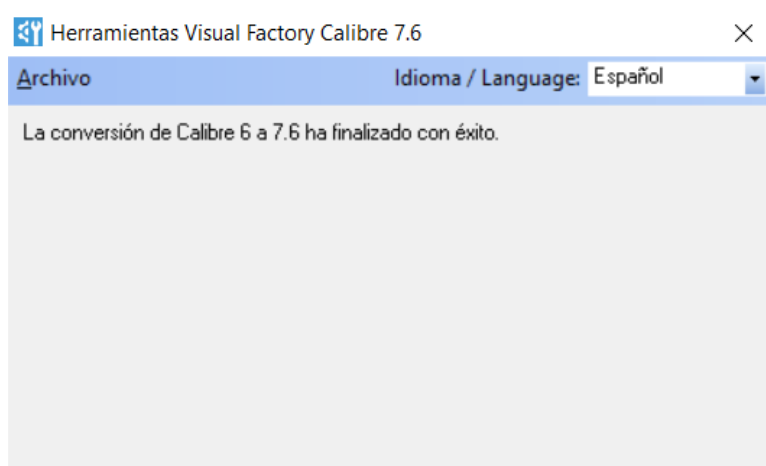 Herramientas Visual Factory Calibre 7.6
Archivo Idioma / Language: Español
La conversión de Calibre 6 a 7.6 ha finalizado con éxito.